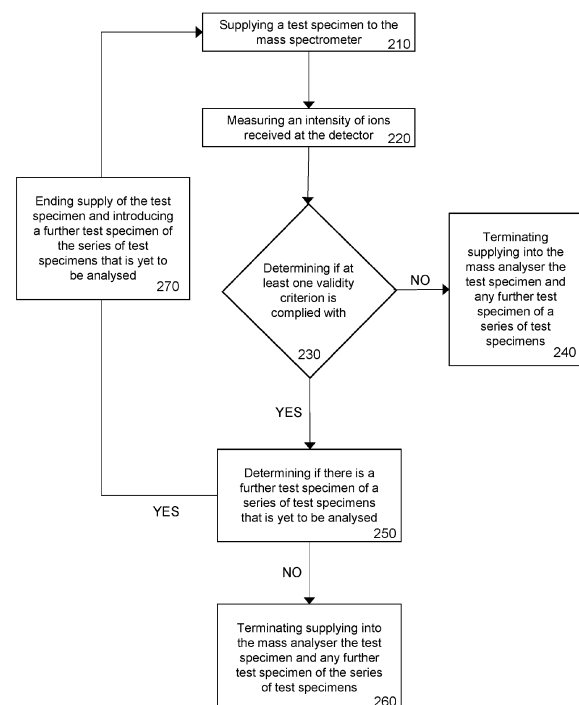 Supplying a test specimen to the
mass spectrometer
210
Measuring an intensity of ions
received at the detector
220
Ending supply of the test
specimen and introducing
a further test specimen of
the series of test
specimens that is yet to
be analysed
270
Determining if at
least one validity
criterion is
complied with
230
NO
Terminating
supplying into the
mass analyser the
test specimen and
any further test
specimen of a
series of test
specimens
240
YES
Determining if there is a
further test specimen of a
series of test specimens
that is yet to be analysed
250
YES
NO
Terminating supplying into
the mass analyser the test
specimen and any further
test specimen of the series
of test specimens
260